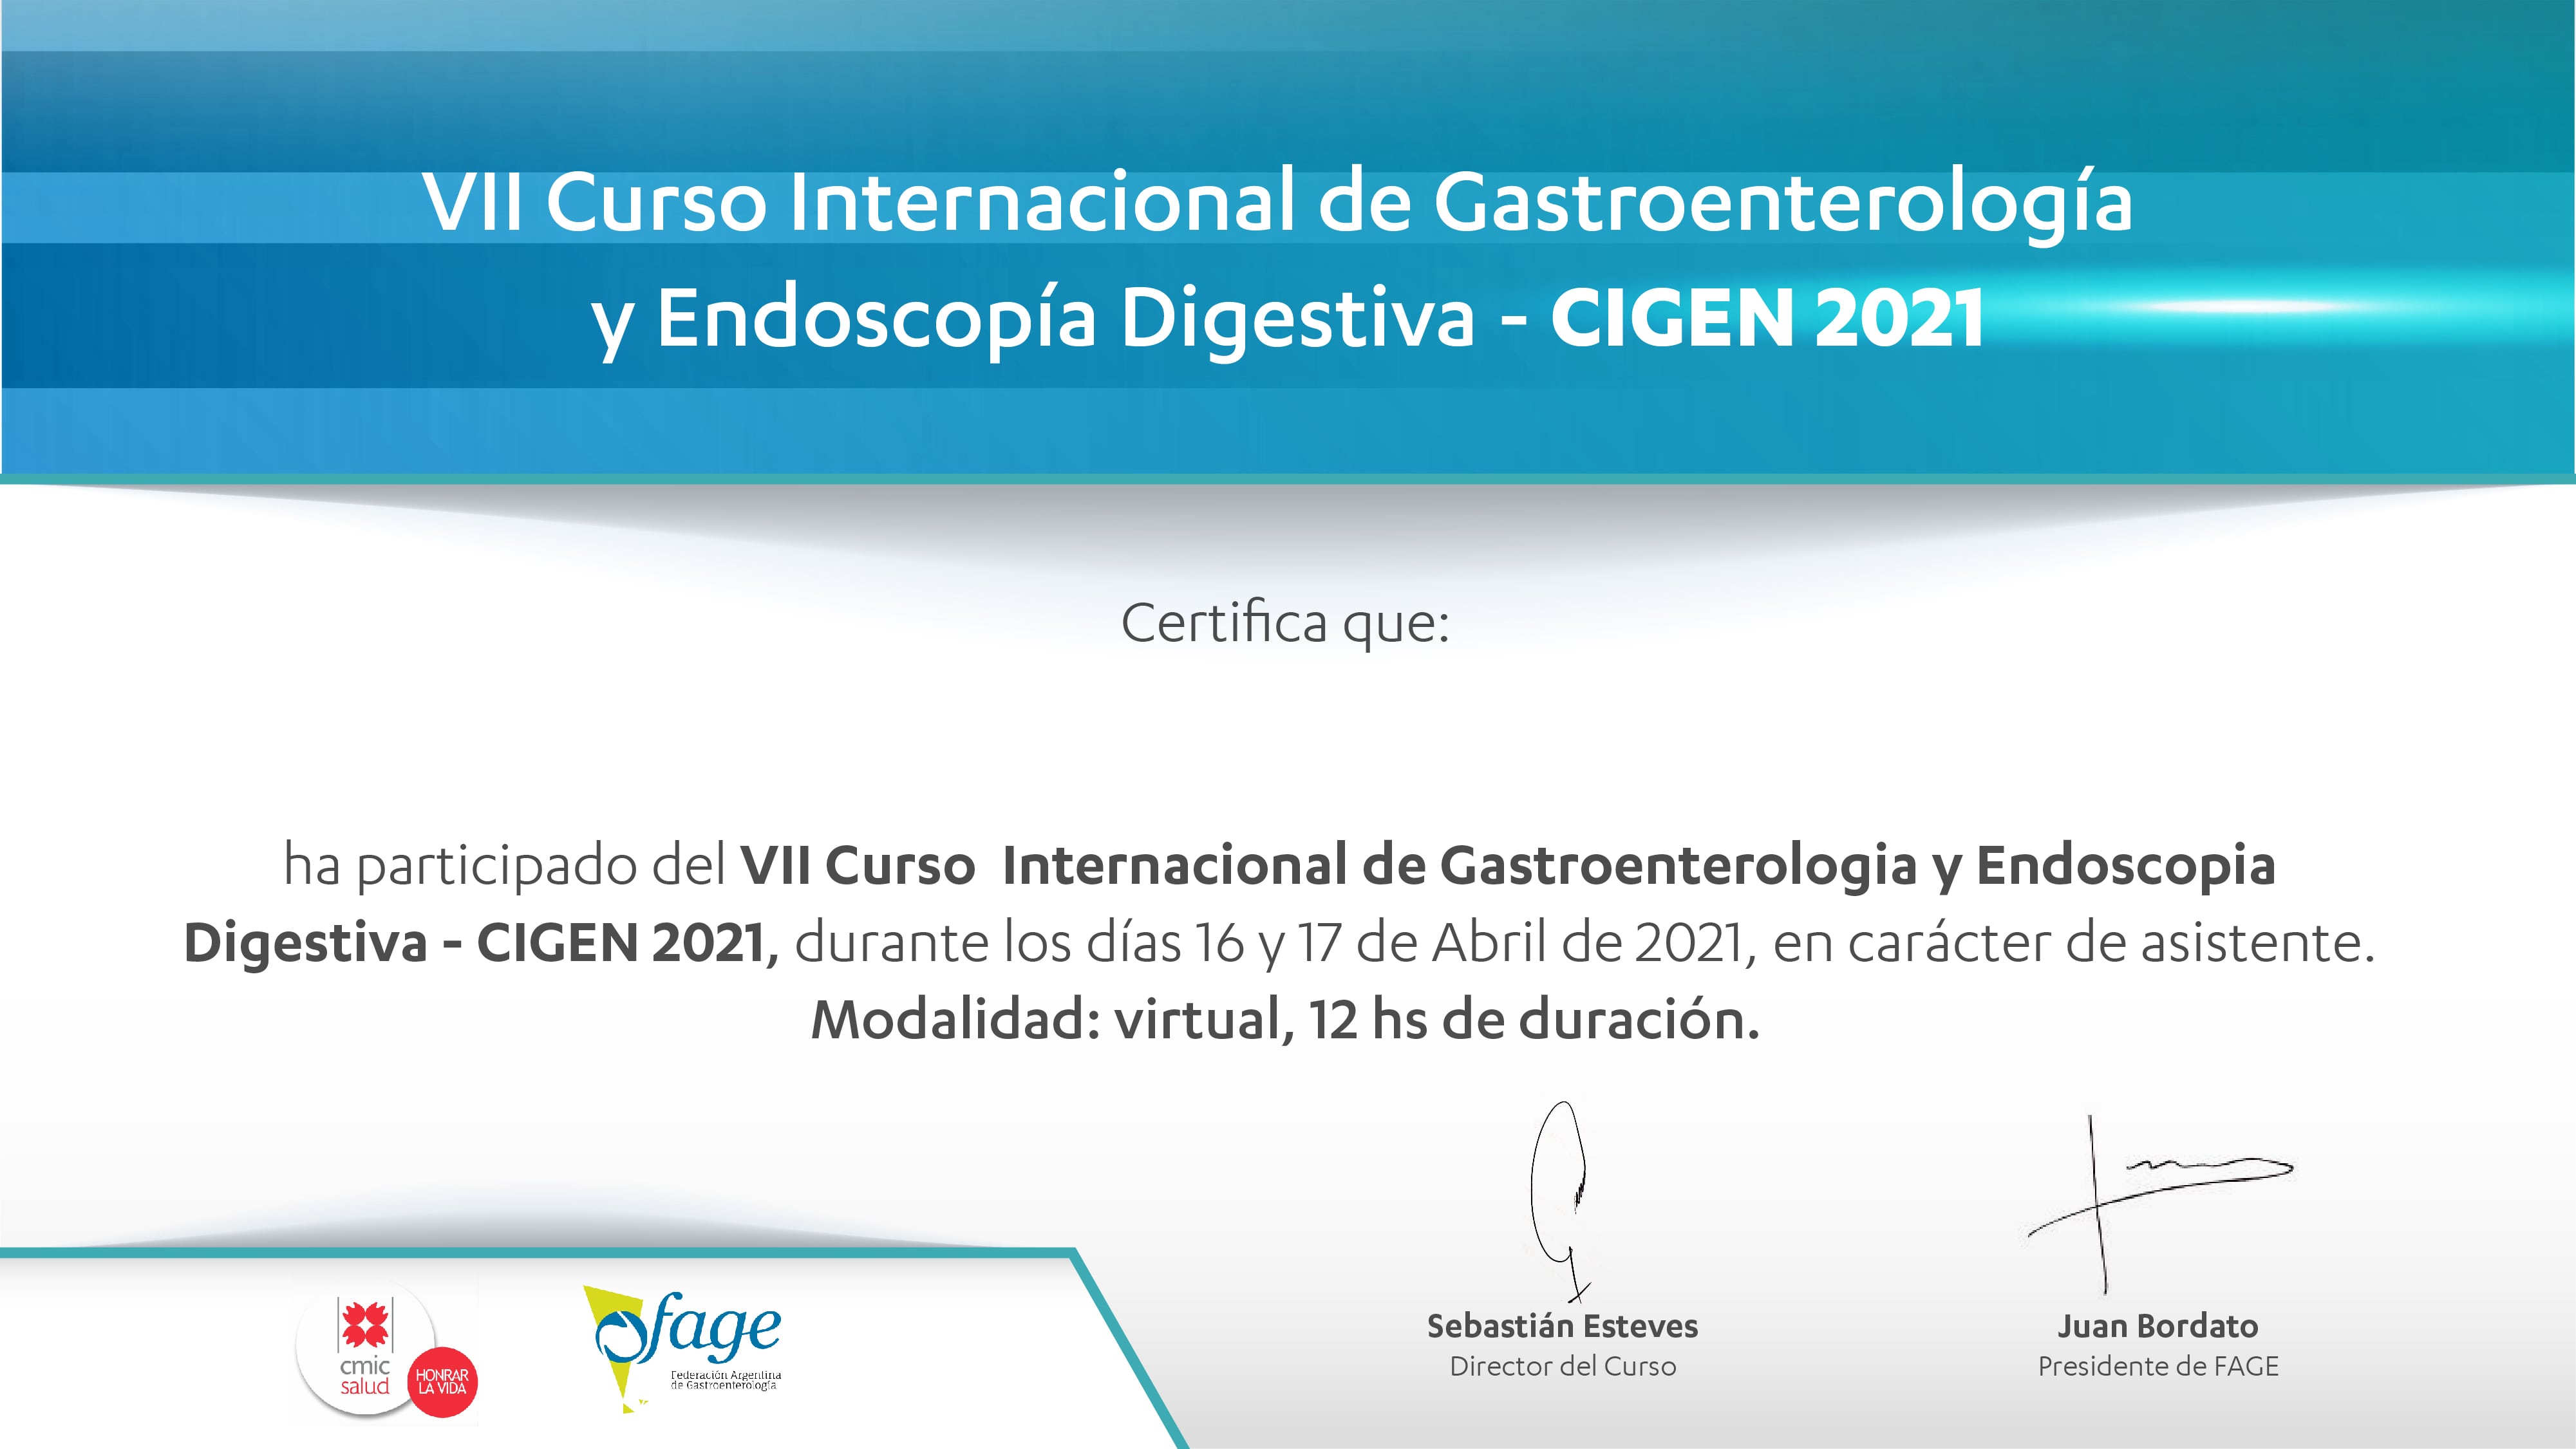 VII Curso Internacional de Gastroenterología
y Endoscopía Digestiva - CIGEN 2021
Certifica que:
ha participado del VII Curso  Internacional de Gastroenterologia y Endoscopia
Digestiva - CIGEN 2021, durante los días 16 y 17 de Abril de 2021, en carácter de asistente.
Modalidad: virtual, 12 hs de duración.
Sebastián Esteves
Director del Curso
Juan Bordato
Presidente de FAGE
cmic
salud
HONRAR
LA VIDA
fage
Federación Argentina
de Gastroenterología